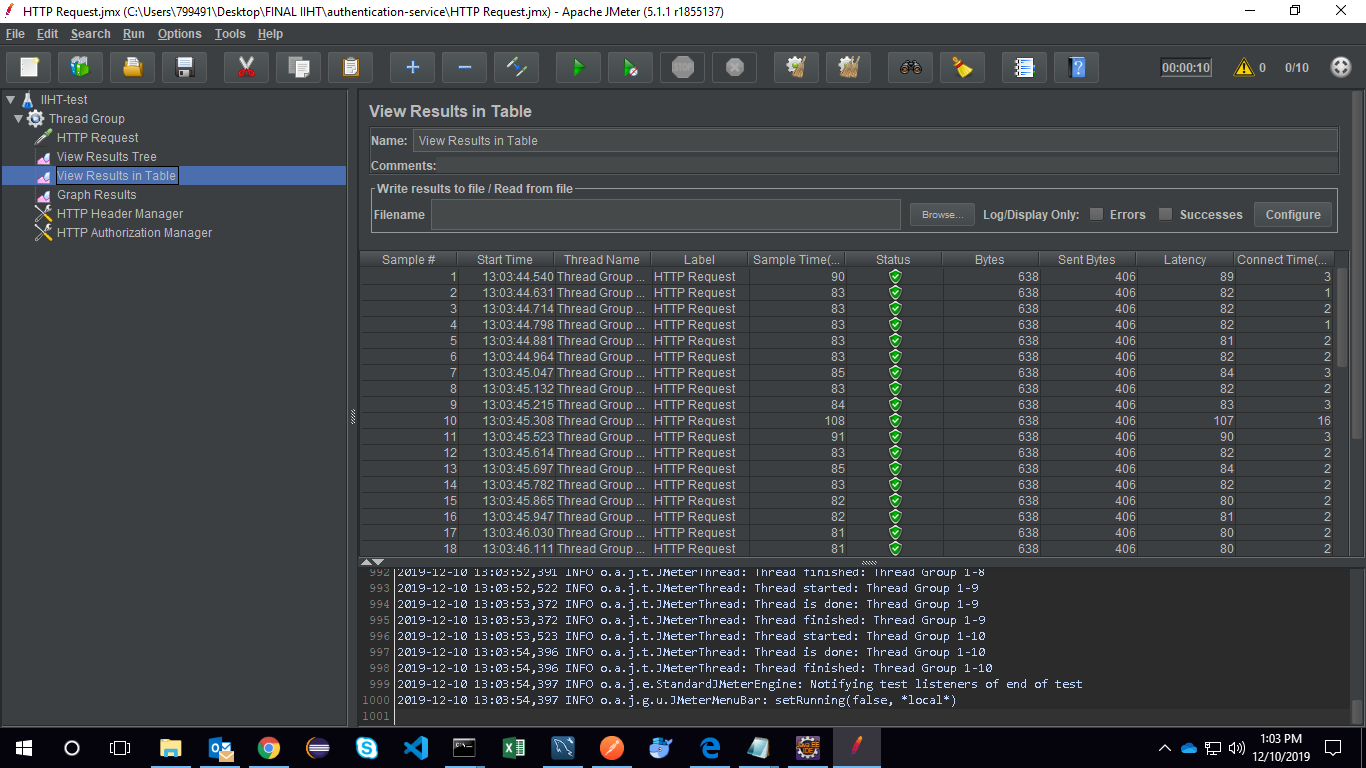 HTTP Request.jmx (C:\Users\799491\Desktop\FINAL IIHT\authentication-service\HTTP Request.jmx) - Apache JMeter (5.1.1 r1855137)
File Edit Search Run Options Tools Help
STOP 00:00:10 0 0/10
IIHT-test
Thread Group
HTTP Request
View Results Tree
View Results in Table
Graph Results
HTTP Header Manager
HTTP Authorization Manager
View Results in Table
Name: View Results in Table
Comments:
Write results to file / Read from file
Filename Browse... Log/Display Only: Errors Successes Configure
Sample # Start Time Thread Name Label Sample Time(... Status Bytes Sent Bytes Latency Connect Time(...
1 13:03:44.540 Thread Group ... HTTP Request 90 638 406 89 3
2 13:03:44.631 Thread Group ... HTTP Request 83 638 406 82 1
3 13:03:44.714 Thread Group ... HTTP Request 83 638 406 82 2
4 13:03:44.798 Thread Group ... HTTP Request 83 638 406 82 1
5 13:03:44.881 Thread Group ... HTTP Request 83 638 406 81 2
6 13:03:44.964 Thread Group ... HTTP Request 83 638 406 82 2
7 13:03:45.047 Thread Group ... HTTP Request 85 638 406 84 3
8 13:03:45.132 Thread Group ... HTTP Request 83 638 406 82 2
9 13:03:45.215 Thread Group ... HTTP Request 84 638 406 83 3
10 13:03:45.308 Thread Group ... HTTP Request 108 638 406 107 16
11 13:03:45.523 Thread Group ... HTTP Request 91 638 406 90 3
12 13:03:45.614 Thread Group ... HTTP Request 83 638 406 82 2
13 13:03:45.697 Thread Group ... HTTP Request 85 638 406 84 2
14 13:03:45.782 Thread Group ... HTTP Request 83 638 406 82 2
15 13:03:45.865 Thread Group ... HTTP Request 82 638 406 80 2
16 13:03:45.947 Thread Group ... HTTP Request 82 638 406 81 2
17 13:03:46.030 Thread Group ... HTTP Request 81 638 406 80 2
18 13:03:46.111 Thread Group ... HTTP Request 81 638 406 80 2
992 2019-12-10 13:03:52,391 INFO o.a.j.t.JMeterThread: Thread finished: Thread Group 1-8
993 2019-12-10 13:03:52,522 INFO o.a.j.t.JMeterThread: Thread started: Thread Group 1-9
994 2019-12-10 13:03:53,372 INFO o.a.j.t.JMeterThread: Thread is done: Thread Group 1-9
995 2019-12-10 13:03:53,372 INFO o.a.j.t.JMeterThread: Thread finished: Thread Group 1-9
996 2019-12-10 13:03:53,523 INFO o.a.j.t.JMeterThread: Thread started: Thread Group 1-10
997 2019-12-10 13:03:54,396 INFO o.a.j.t.JMeterThread: Thread is done: Thread Group 1-10
998 2019-12-10 13:03:54,396 INFO o.a.j.t.JMeterThread: Thread finished: Thread Group 1-10
999 2019-12-10 13:03:54,397 INFO o.a.j.e.StandardJMeterEngine: Notifying test listeners of end of test
1000 2019-12-10 13:03:54,397 INFO o.a.j.g.u.JMeterMenuBar: setRunning(false, *local*)
1001
1:03 PM
12/10/2019